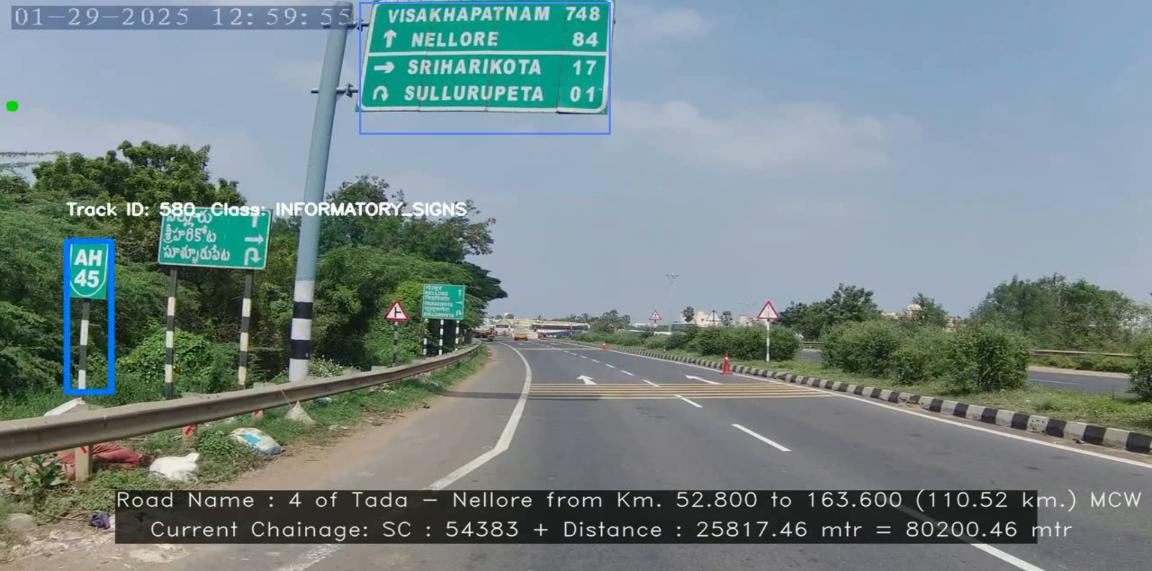 01-29-2025 12:59:55
VISAKHAPATNAM 748
NELLORE 84
SRIHARIKOTA 17
SULLURUPETA 01
Track ID: 580, Class: INFORMATORY_SIGNS
శ్రీహరికోట
సూళ్ళూరుపేట
AH
45
NELLORE
Road Name : 4 of Tada - Nellore from Km. 52.800 to 163.600 (110.52 km.) MCW
Current Chainage: SC : 54383 + Distance : 25817.46 mtr = 80200.46 mtr